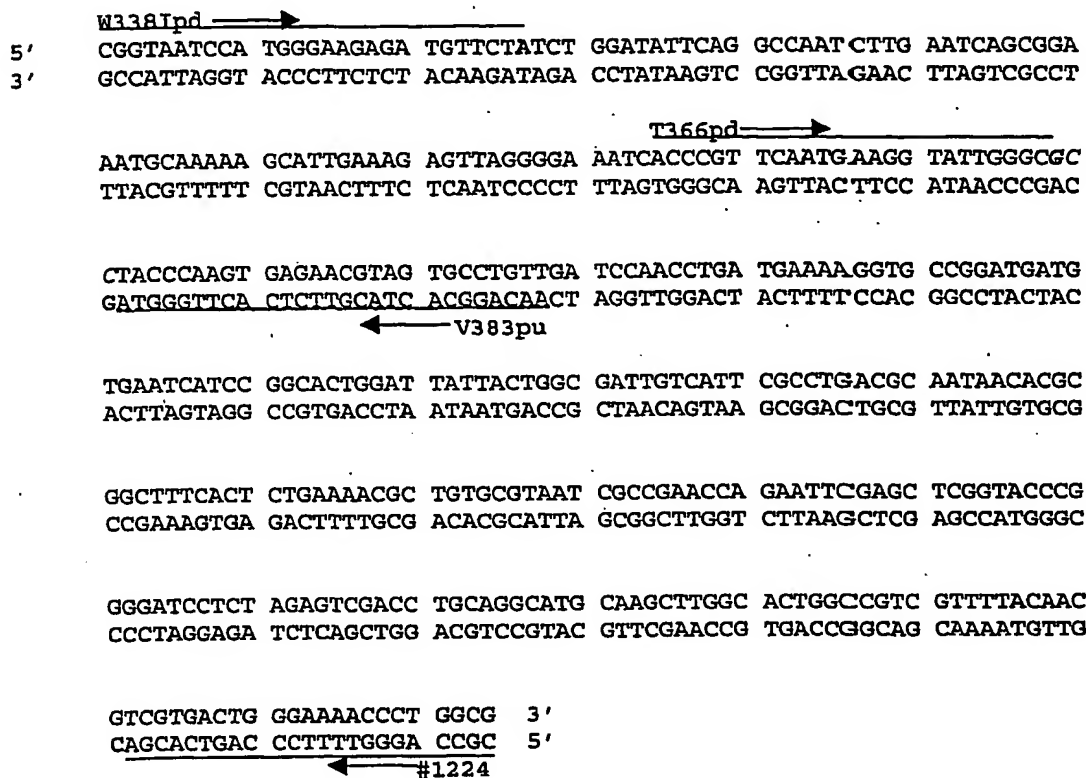 W338Ipd
5' CGGTAATCCA TGGGAAGAGA TGTTCTATCT GGATATTCAG GCCAATCTTG AATCAGCGGA
3' GCCATTAGGT ACCCTTCTCT ACAAGATAGA CCTATAAGTC CGGTTAGAAC TTAGTCGCCT
T366pd
AATGCAAAAA GCATTGAAAG AGTTAGGGGA AATCACCCGT TCAATGAAGG TATTGGGCGC
TTACGTTTTT CGTAACTTTC TCAATCCCCT TTAGTGGGCA AGTTACTTCC ATAACCCGAC
CTACCCAAGT GAGAACGTAG TGCCTGTTGA TCCAACCTGA TGAAAAGGTG CCGGATGATG
GATGGGTTCA CTCTTGCATC ACGGACAACT AGGTTGGACT ACTTTTCCAC GGCCTACTAC
V383pu
TGAATCATCC GGCACTGGAT TATTACTGGC GATTGTCATT CGCCTGACGC AATAACACGC
ACTTAGTAGG CCGTGACCTA ATAATGACCG CTAACAGTAA GCGGACTGCG TTATTGTGCG
GGCTTTCACT CTGAAAACGC TGTGCGTAAT CGCCGAACCA GAATTCGAGC TCGGTACCCG
CCGAAAGTGA GACTTTTGCG ACACGCATTA GCGGCTTGGT CTTAAGCTCG AGCCATGGGC
GGGATCCTCT AGAGTCGACC TGCAGGCATG CAAGCTTGGC ACTGGCCGTC GTTTTACAAC
CCCTAGGAGA TCTCAGCTGG ACGTCCGTAC GTTCGAACCG TGACCGGCAG CAAAATGTTG
GTCGTGACTG GGAAAACCCT GGCG 3'
CAGCACTGAC CCTTTTGGGA CCGC 5'
#1224